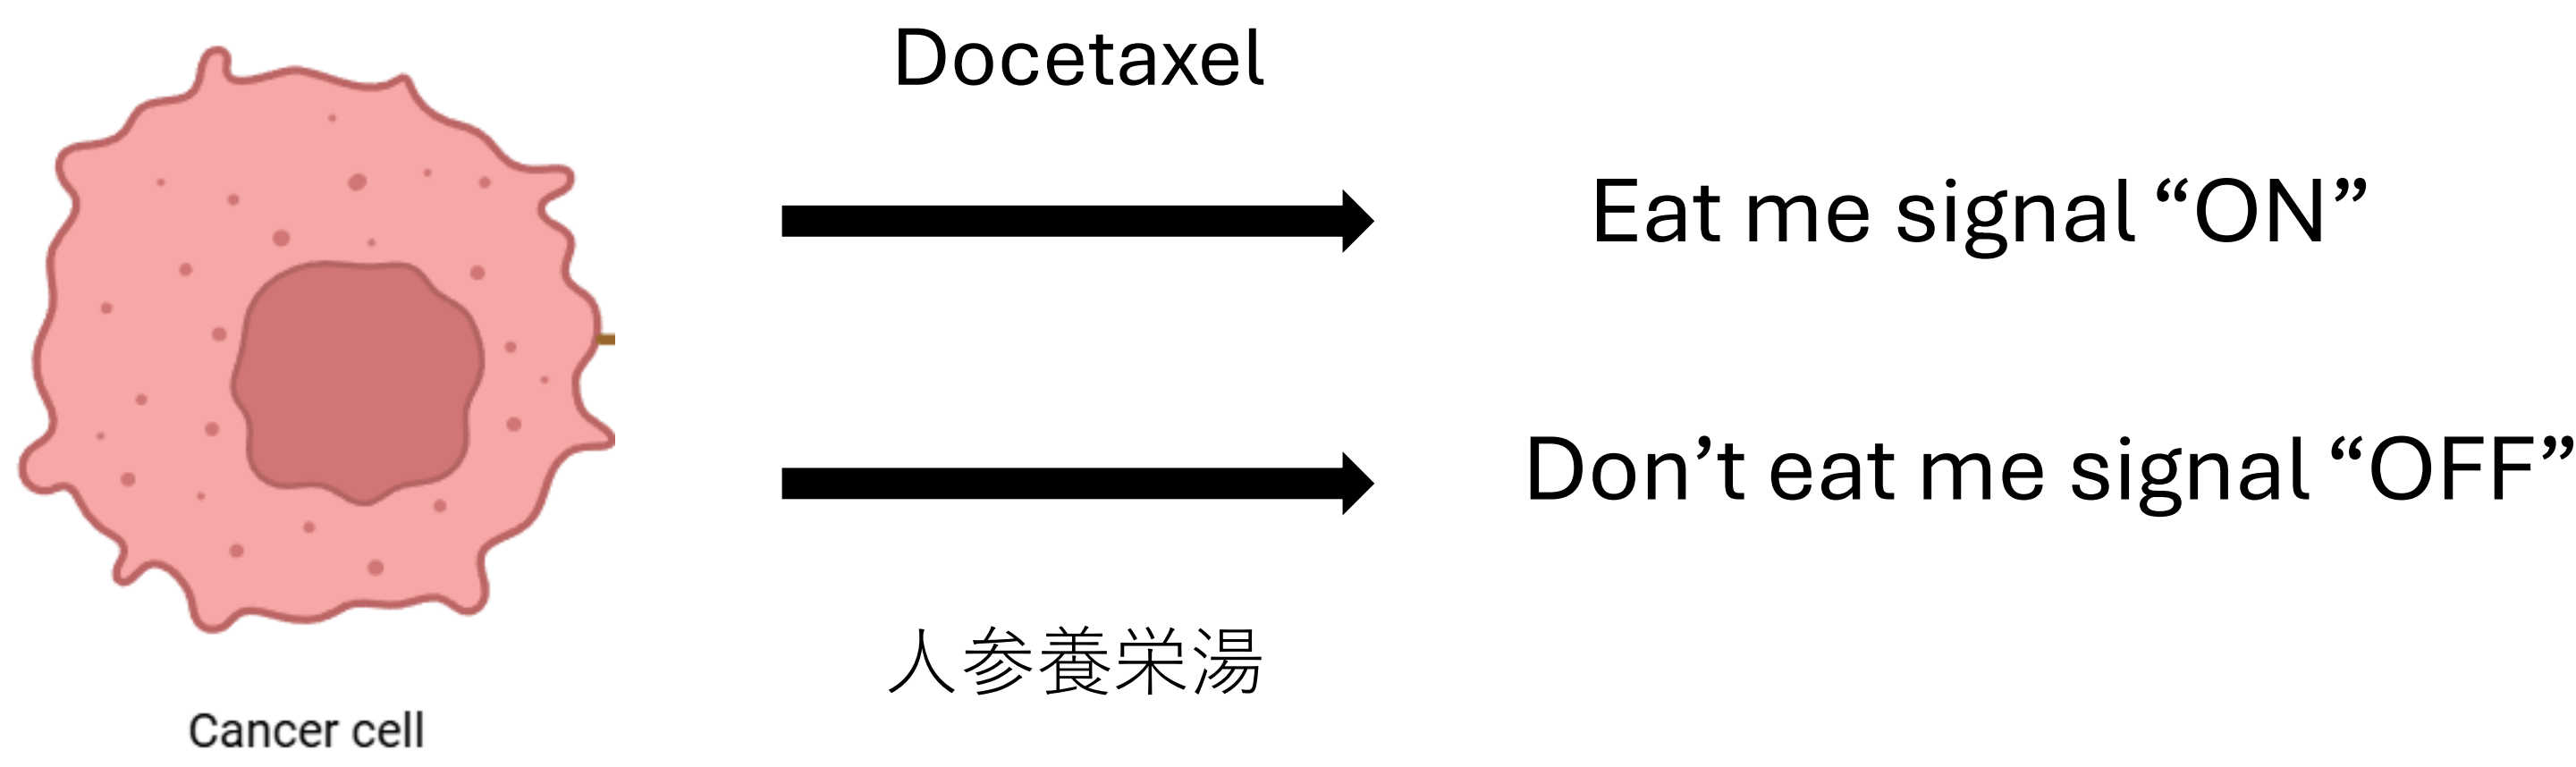 Docetaxel
Eat me signal “ON”
Don’t eat me signal “OFF”
人参養栄湯
Cancer cell